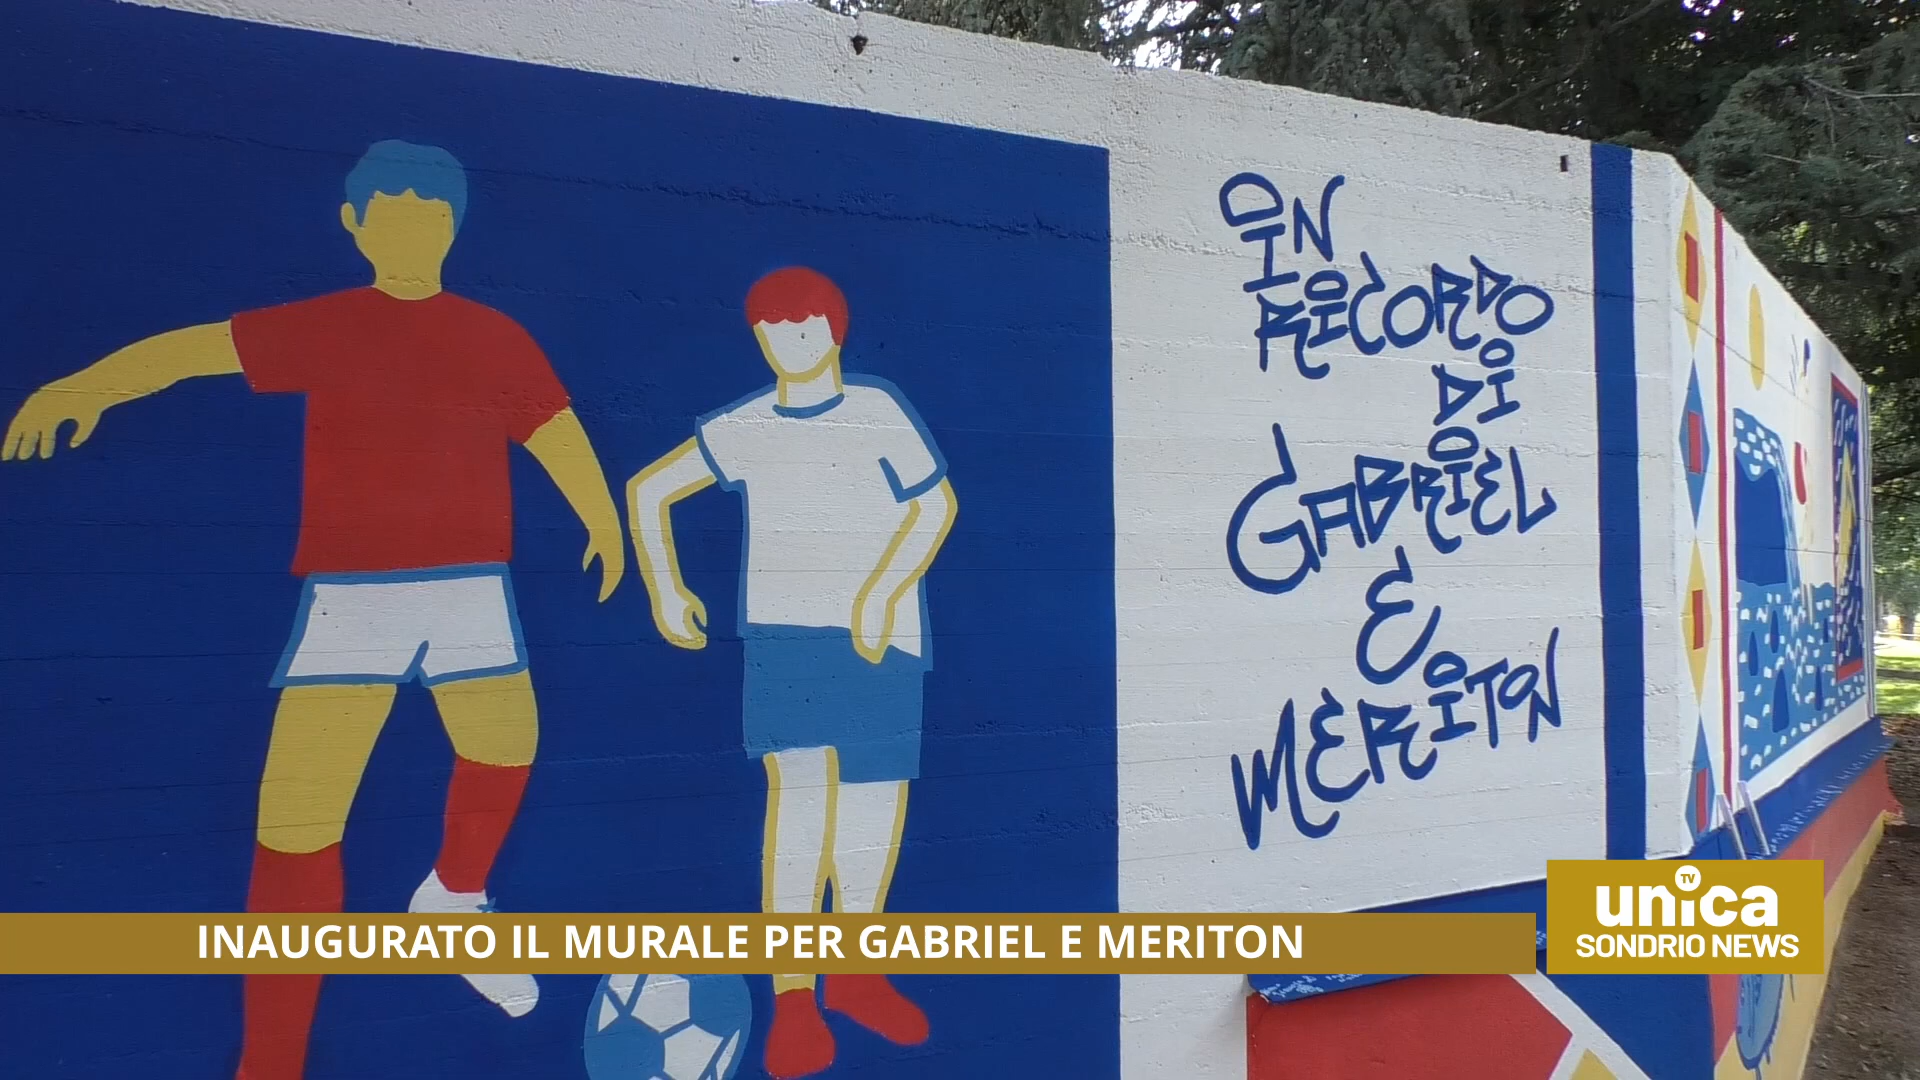 IN
RICORDO
DI
GABRIEL
E
MERITON
INAUGURATO IL MURALE PER GABRIEL E MERITON
unica
TV
SONDRIO NEWS